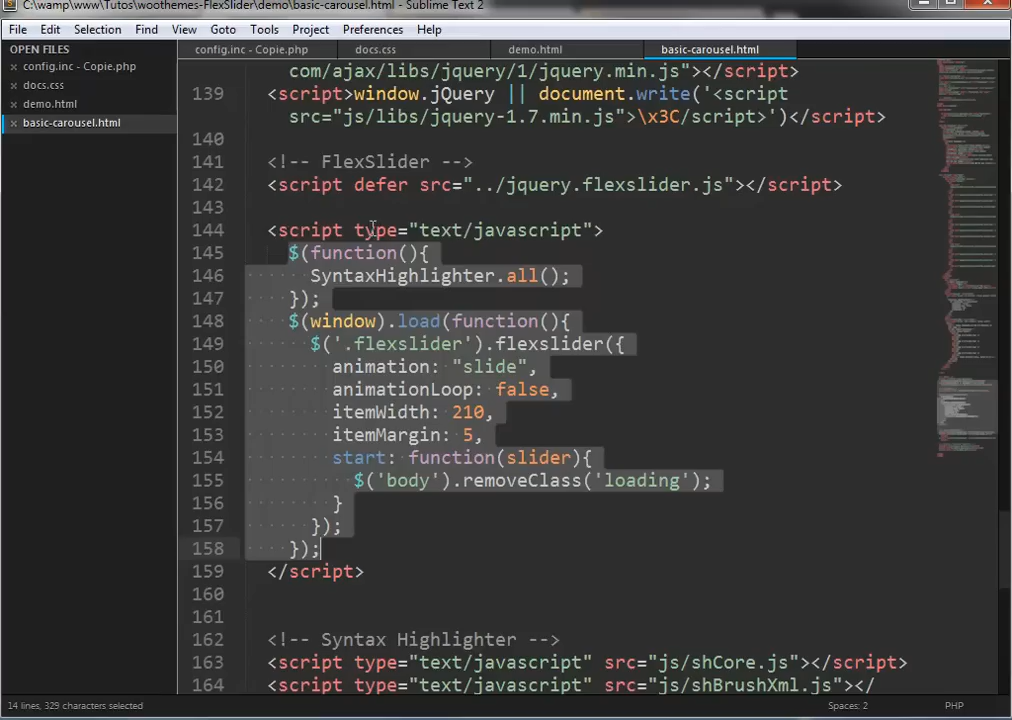 C:\wamp\www\Tutos\woothemes-FlexSlider\demo\basic-carousel.html - Sublime Text 2
File Edit Selection Find View Goto Tools Project Preferences Help
OPEN FILES
config.inc - Copie.php
docs.css
demo.html
basic-carousel.html
config.inc - Copie.php docs.css demo.html basic-carousel.html
com/ajax/libs/jquery/1/jquery.min.js"></script>
139 <script>window.jQuery || document.write('<script
src="js/libs/jquery-1.7.min.js">\x3C/script>')</script>
140
141 <!-- FlexSlider -->
142 <script defer src="../jquery.flexslider.js"></script>
143
144 <script type="text/javascript">
145 $(function(){
146 SyntaxHighlighter.all();
147 });
148 $(window).load(function(){
149 $('.flexslider').flexslider({
150 animation: "slide",
151 animationLoop: false,
152 itemWidth: 210,
153 itemMargin: 5,
154 start: function(slider){
155 $('body').removeClass('loading');
156 }
157 });
158 });
159 </script>
160
161
162 <!-- Syntax Highlighter -->
163 <script type="text/javascript" src="js/shCore.js"></script>
164 <script type="text/javascript" src="js/shBrushXml.js"></
14 lines, 329 characters selected Spaces: 2 PHP